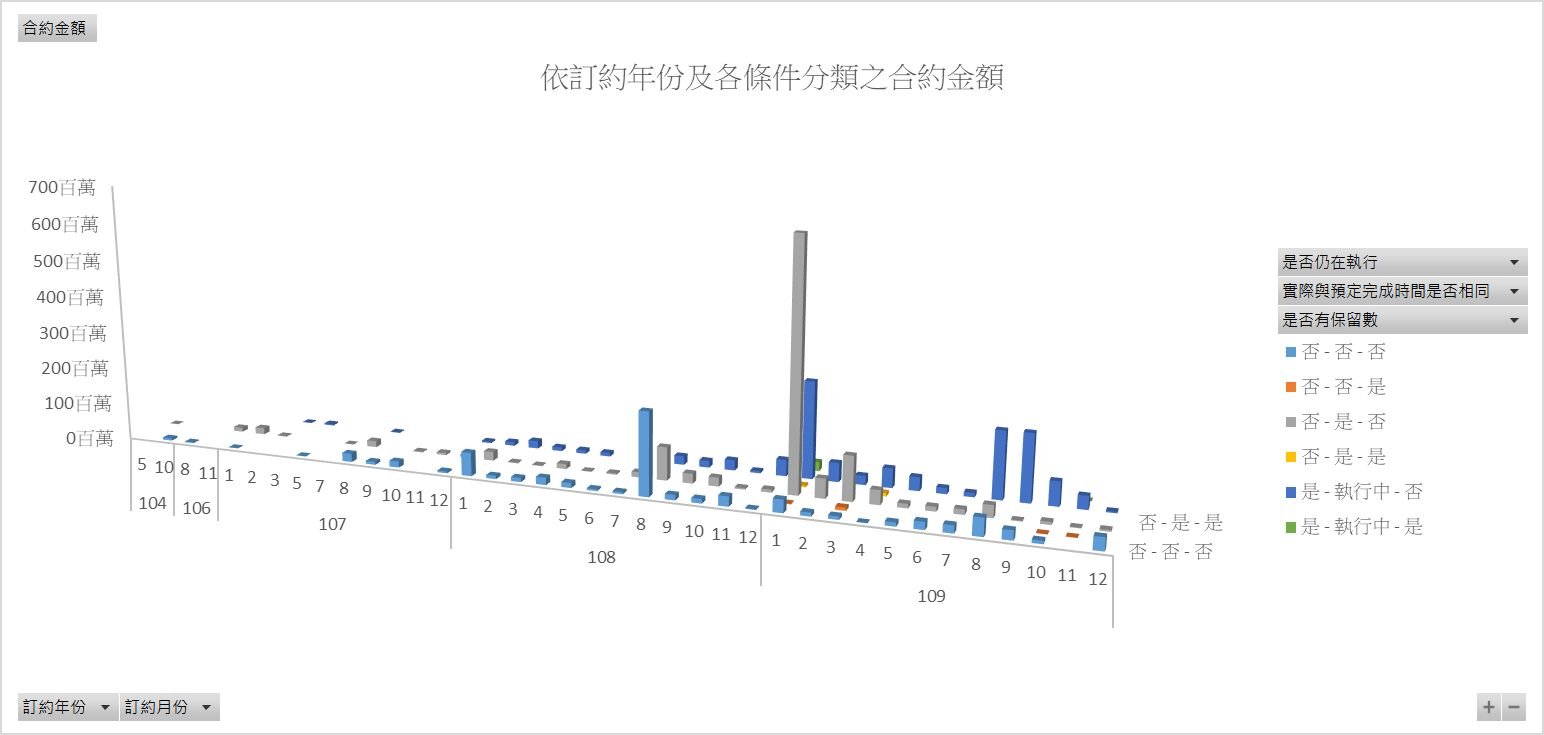 合約金額
依訂約年份及各條件分類之合約金額
700百萬
600百萬
500百萬
400百萬
300百萬
200百萬
100百萬
0百萬
5 10 8 11 1 2 3 5 7 8 9 10 11 12 1 2 3 4 5 6 7 8 9 10 11 12 1 2 3 4 5 6 7 8 9 10 11 12
104 106 107 108 109
否 - 是 - 是
否 - 否 - 否
是否仍在執行
實際與預定完成時間是否相同
是否有保留數
否 - 否 - 否
否 - 否 - 是
否 - 是 - 否
否 - 是 - 是
是 - 執行中 - 否
是 - 執行中 - 是
訂約年份 訂約月份
+ −